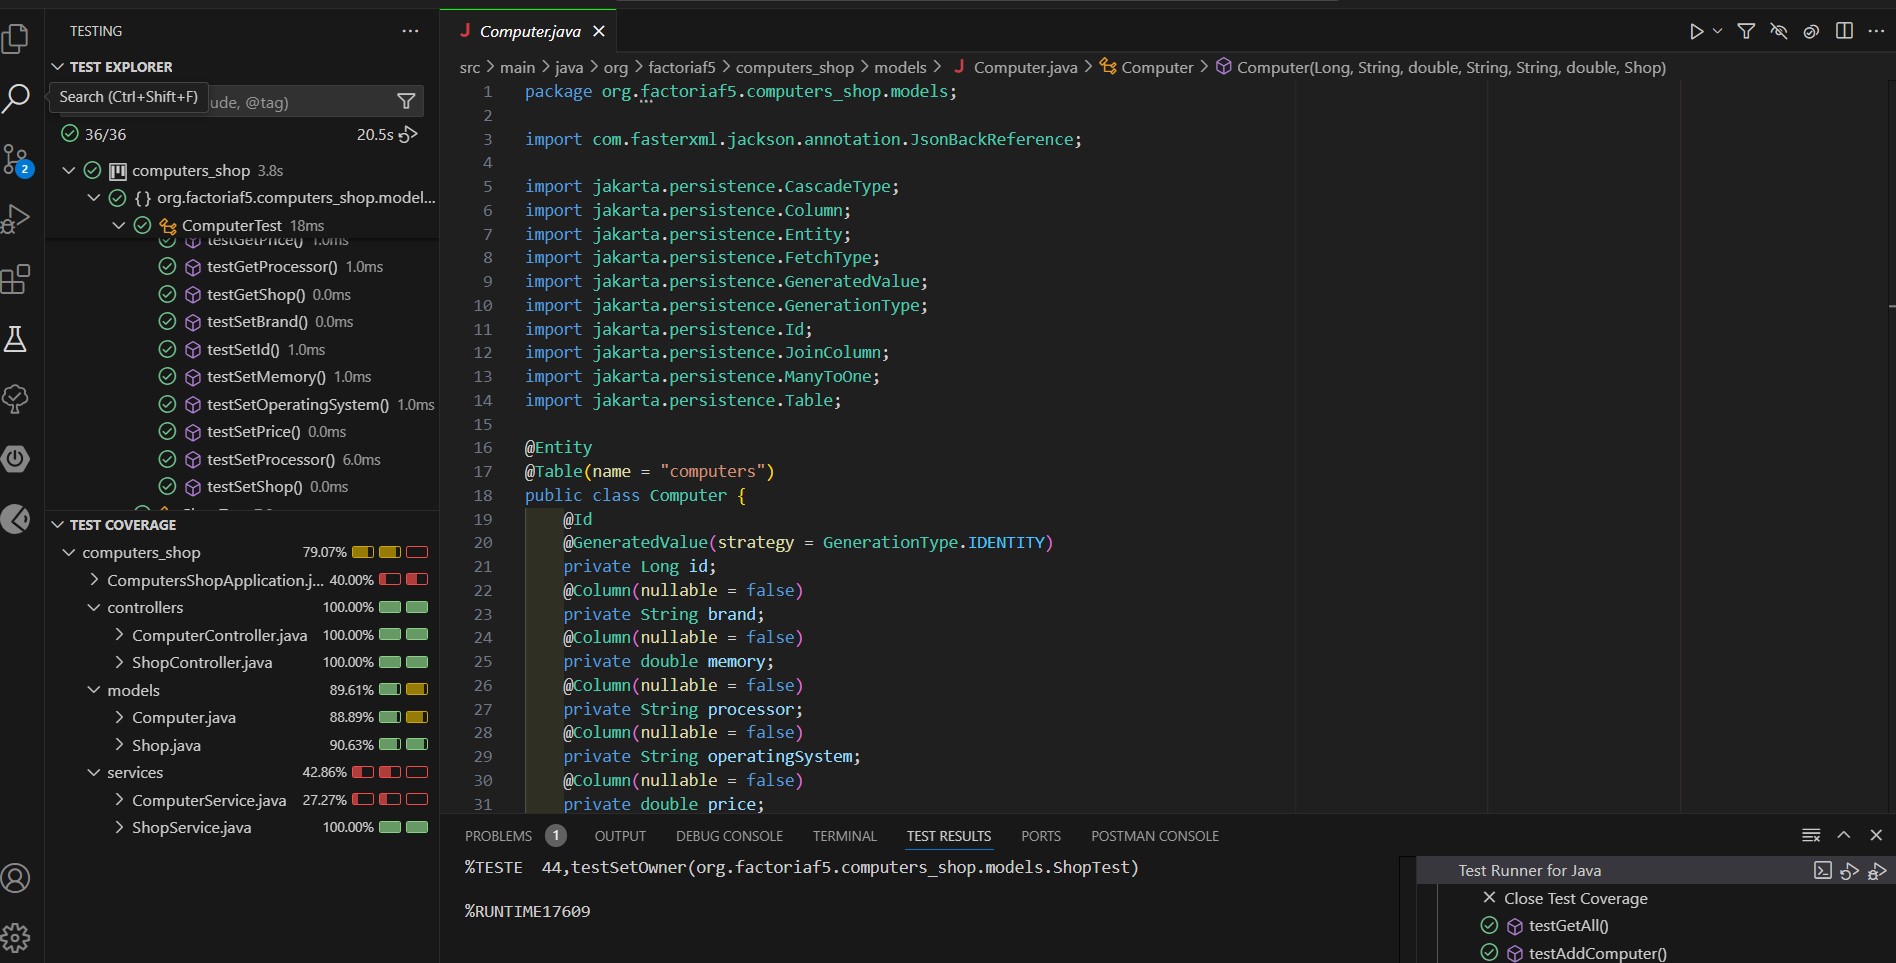 TESTING
TEST EXPLORER
Search (Ctrl+Shift+F)
ude, @tag)
36/36 20.5s
computers_shop 3.8s
{} org.factoriaf5.computers_shop.model...
ComputerTest 18ms
testGetPrice() 1.0ms
testGetProcessor() 1.0ms
testGetShop() 0.0ms
testSetBrand() 0.0ms
testSetId() 1.0ms
testSetMemory() 1.0ms
testSetOperatingSystem() 1.0ms
testSetPrice() 0.0ms
testSetProcessor() 6.0ms
testSetShop() 0.0ms
TEST COVERAGE
computers_shop 79.07%
ComputersShopApplication.j... 40.00%
controllers 100.00%
ComputerController.java 100.00%
ShopController.java 100.00%
models 89.61%
Computer.java 88.89%
Shop.java 90.63%
services 42.86%
ComputerService.java 27.27%
ShopService.java 100.00%
2
J Computer.java
src > main > java > org > factoriaf5 > computers_shop > models > J Computer.java > Computer > Computer(Long, String, double, String, String, double, Shop)
1 package org.factoriaf5.computers_shop.models;
2
3 import com.fasterxml.jackson.annotation.JsonBackReference;
4
5 import jakarta.persistence.CascadeType;
6 import jakarta.persistence.Column;
7 import jakarta.persistence.Entity;
8 import jakarta.persistence.FetchType;
9 import jakarta.persistence.GeneratedValue;
10 import jakarta.persistence.GenerationType;
11 import jakarta.persistence.Id;
12 import jakarta.persistence.JoinColumn;
13 import jakarta.persistence.ManyToOne;
14 import jakarta.persistence.Table;
15
16 @Entity
17 @Table(name = "computers")
18 public class Computer {
19 @Id
20 @GeneratedValue(strategy = GenerationType.IDENTITY)
21 private Long id;
22 @Column(nullable = false)
23 private String brand;
24 @Column(nullable = false)
25 private double memory;
26 @Column(nullable = false)
27 private String processor;
28 @Column(nullable = false)
29 private String operatingSystem;
30 @Column(nullable = false)
31 private double price;
PROBLEMS 1 OUTPUT DEBUG CONSOLE TERMINAL TEST RESULTS PORTS POSTMAN CONSOLE
%TESTE 44,testSetOwner(org.factoriaf5.computers_shop.models.ShopTest)
%RUNTIME17609
Test Runner for Java
Close Test Coverage
testGetAll()
testAddComputer()